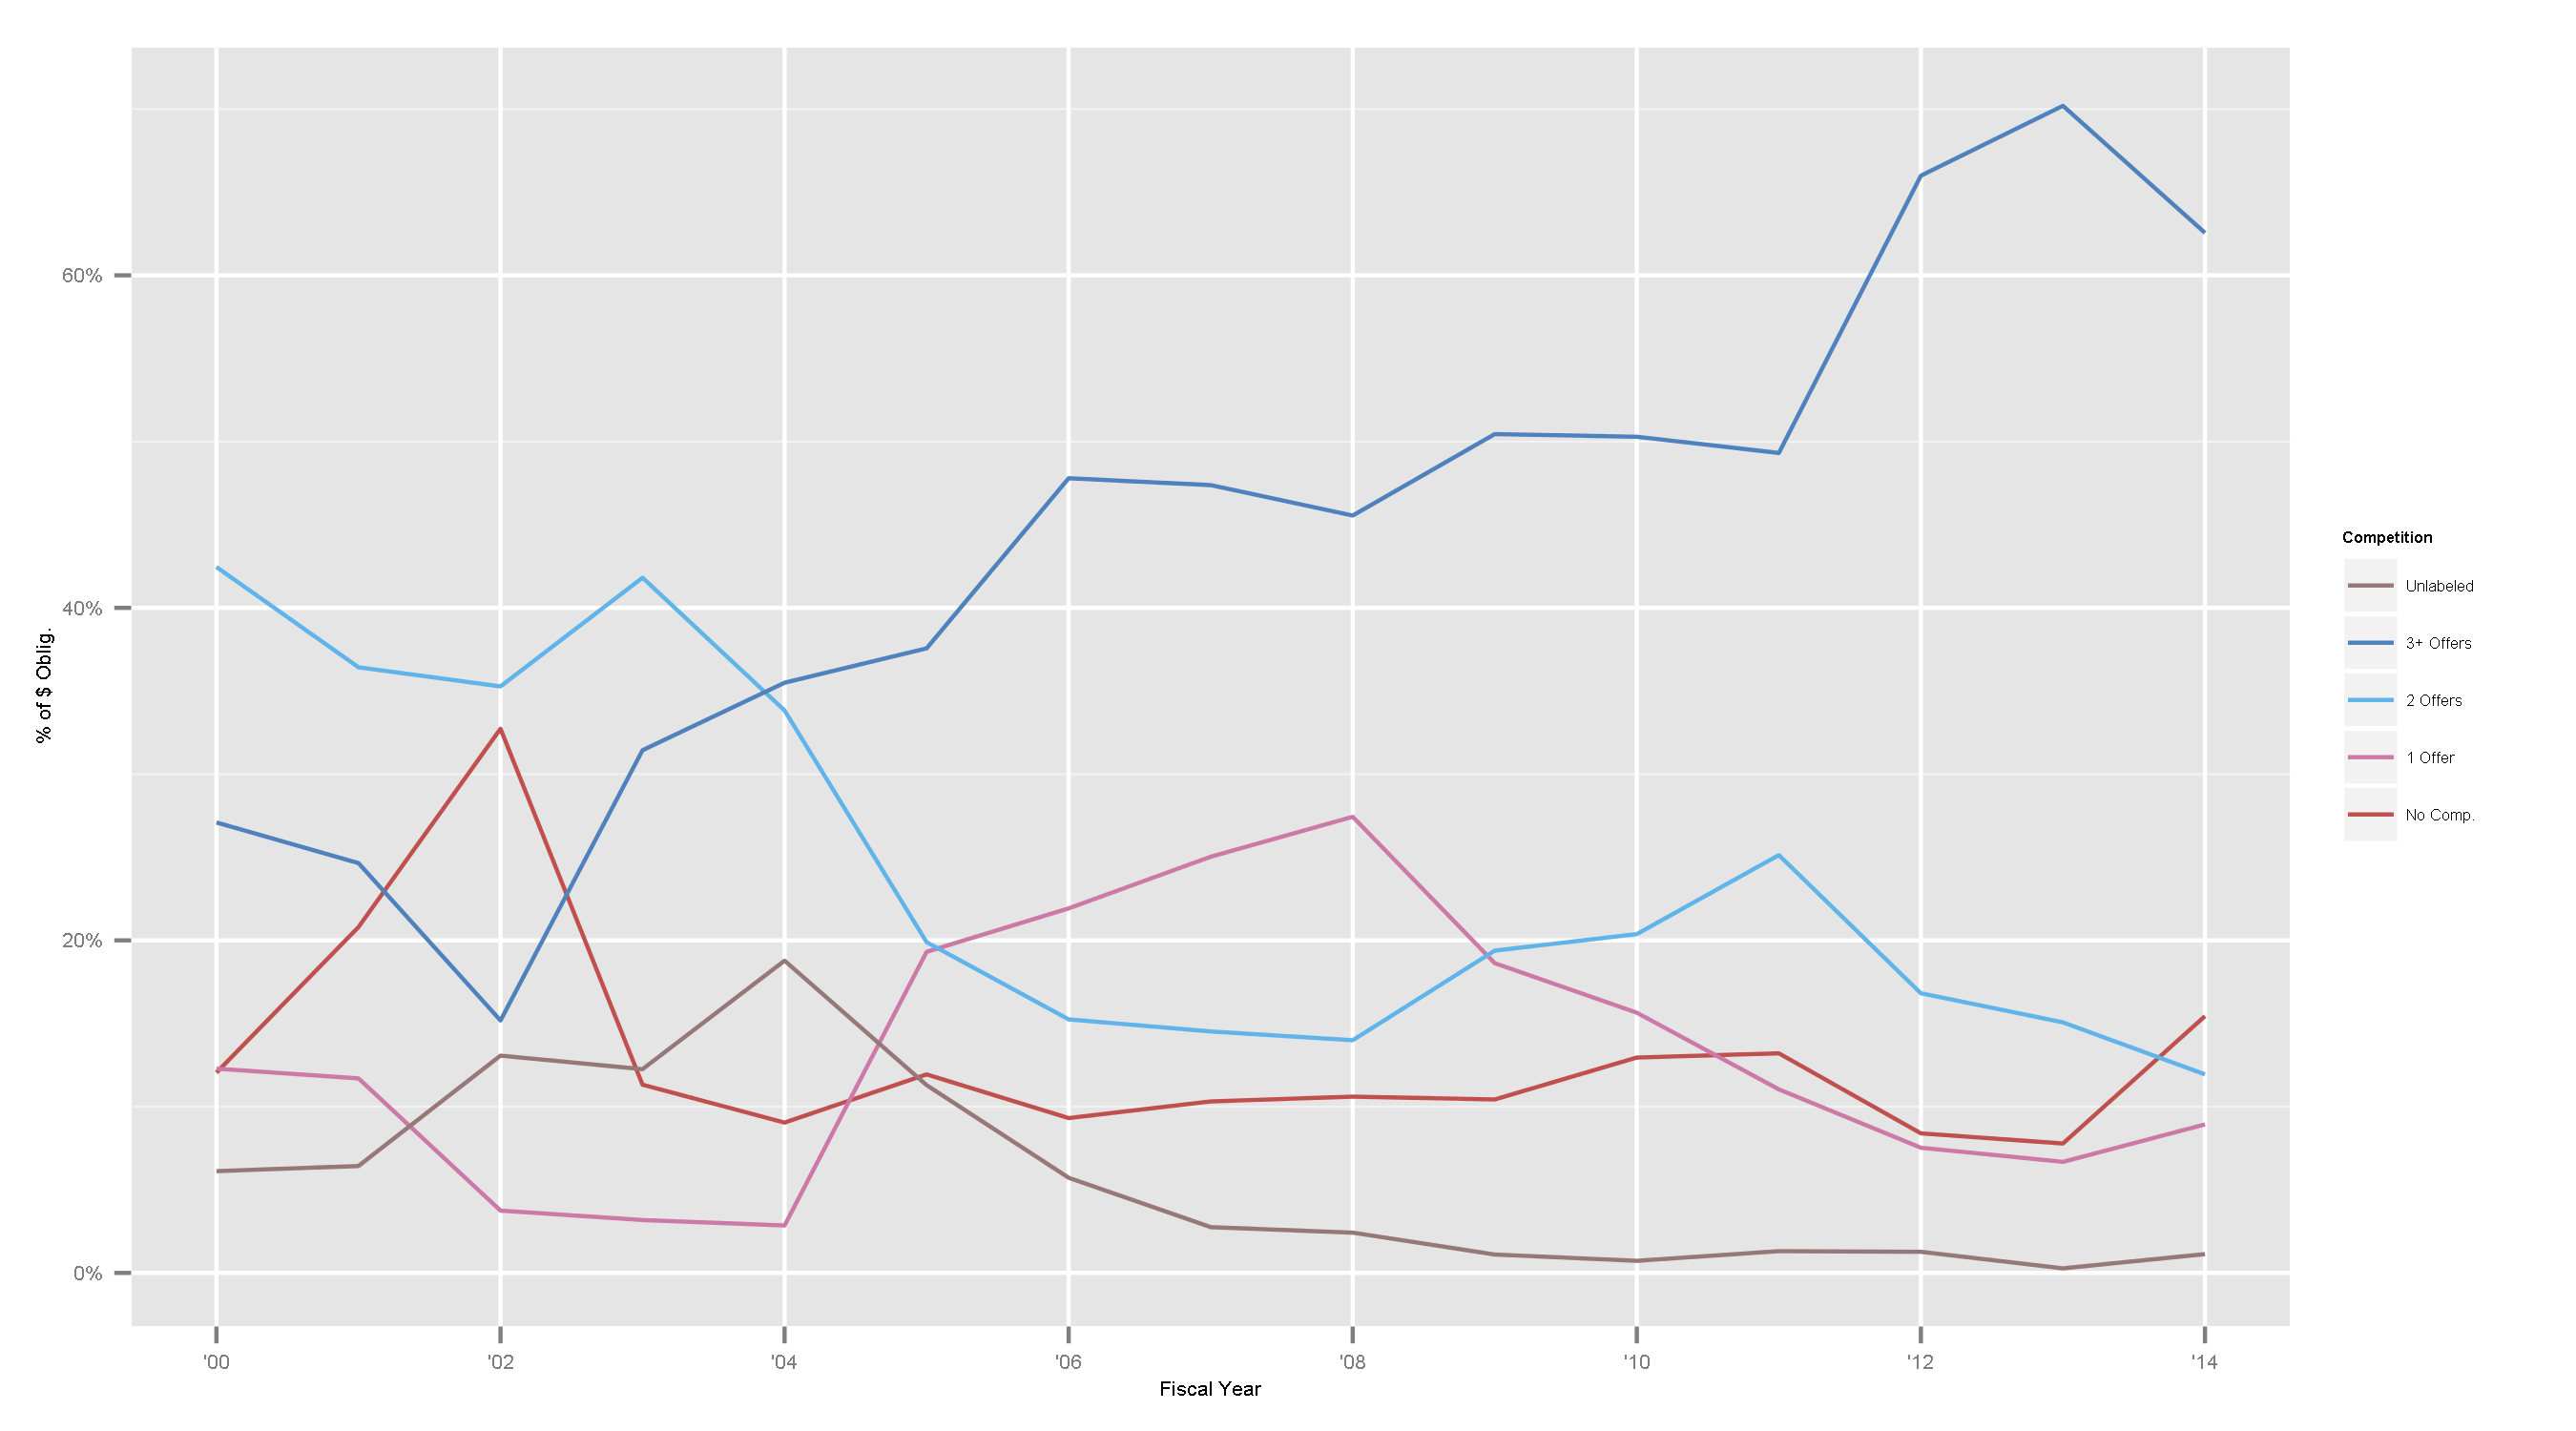 60%
40%
20%
0%
% of $ Oblig.
'00 '02 '04 '06 '08 '10 '12 '14
Fiscal Year
Competition
Unlabeled
3+ Offers
2 Offers
1 Offer
No Comp.